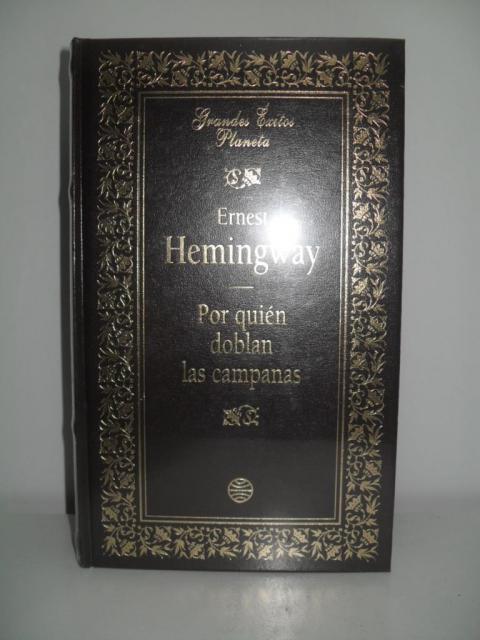 Grandes Éxitos
Planeta
Ernest
Hemingway
Por quién
doblan
las campanas